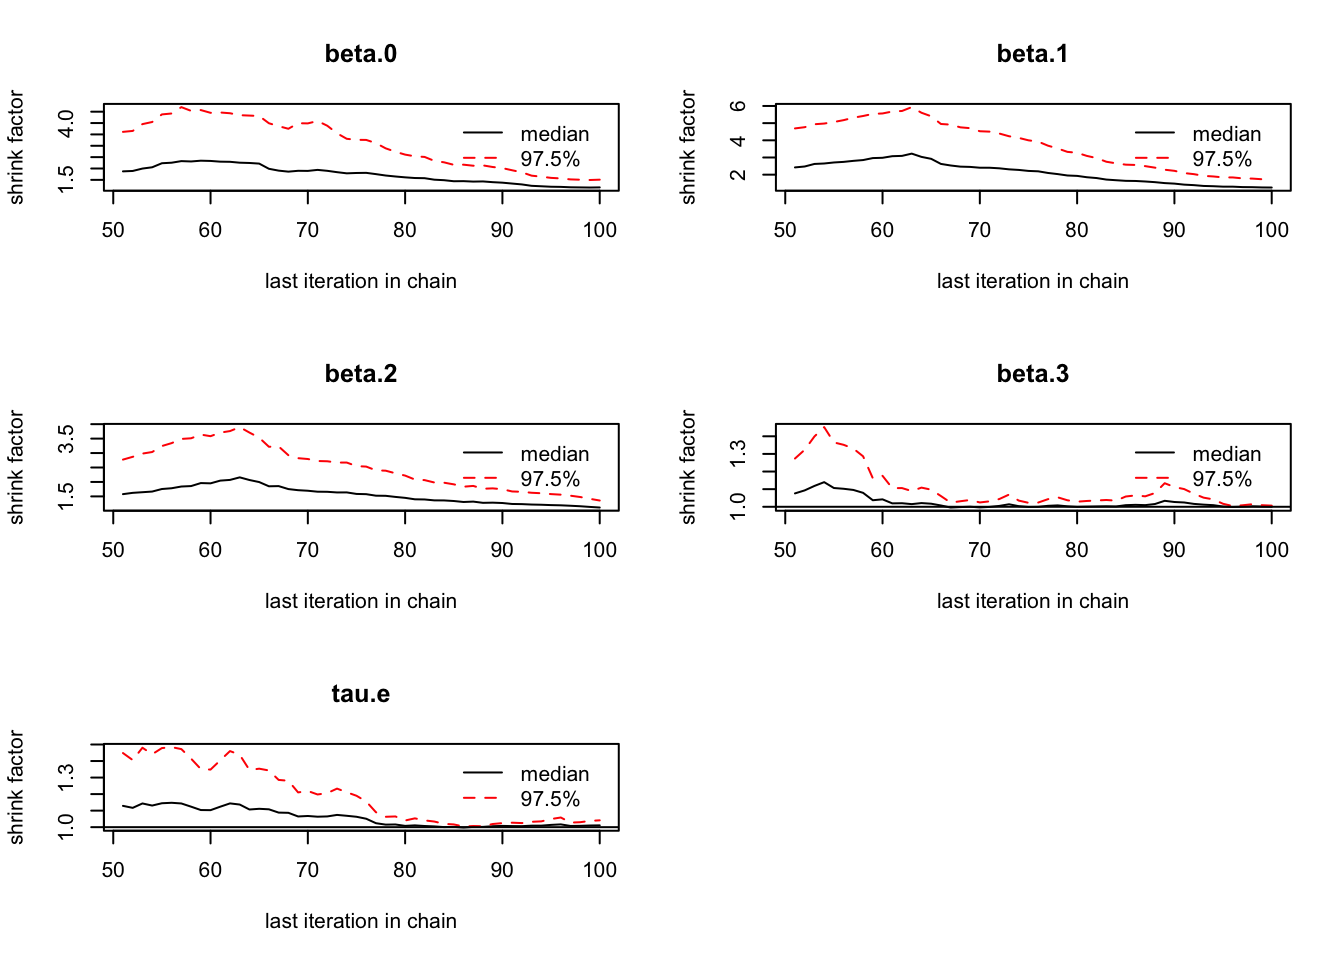 beta.0
shrink factor
4.0
1.5
median
97.5%
50 60 70 80 90 100
last iteration in chain
beta.1
shrink factor
6
4
2
median
97.5%
50 60 70 80 90 100
last iteration in chain
beta.2
shrink factor
3.5
1.5
median
97.5%
50 60 70 80 90 100
last iteration in chain
beta.3
shrink factor
1.3
1.0
median
97.5%
50 60 70 80 90 100
last iteration in chain
tau.e
shrink factor
1.3
1.0
median
97.5%
50 60 70 80 90 100
last iteration in chain